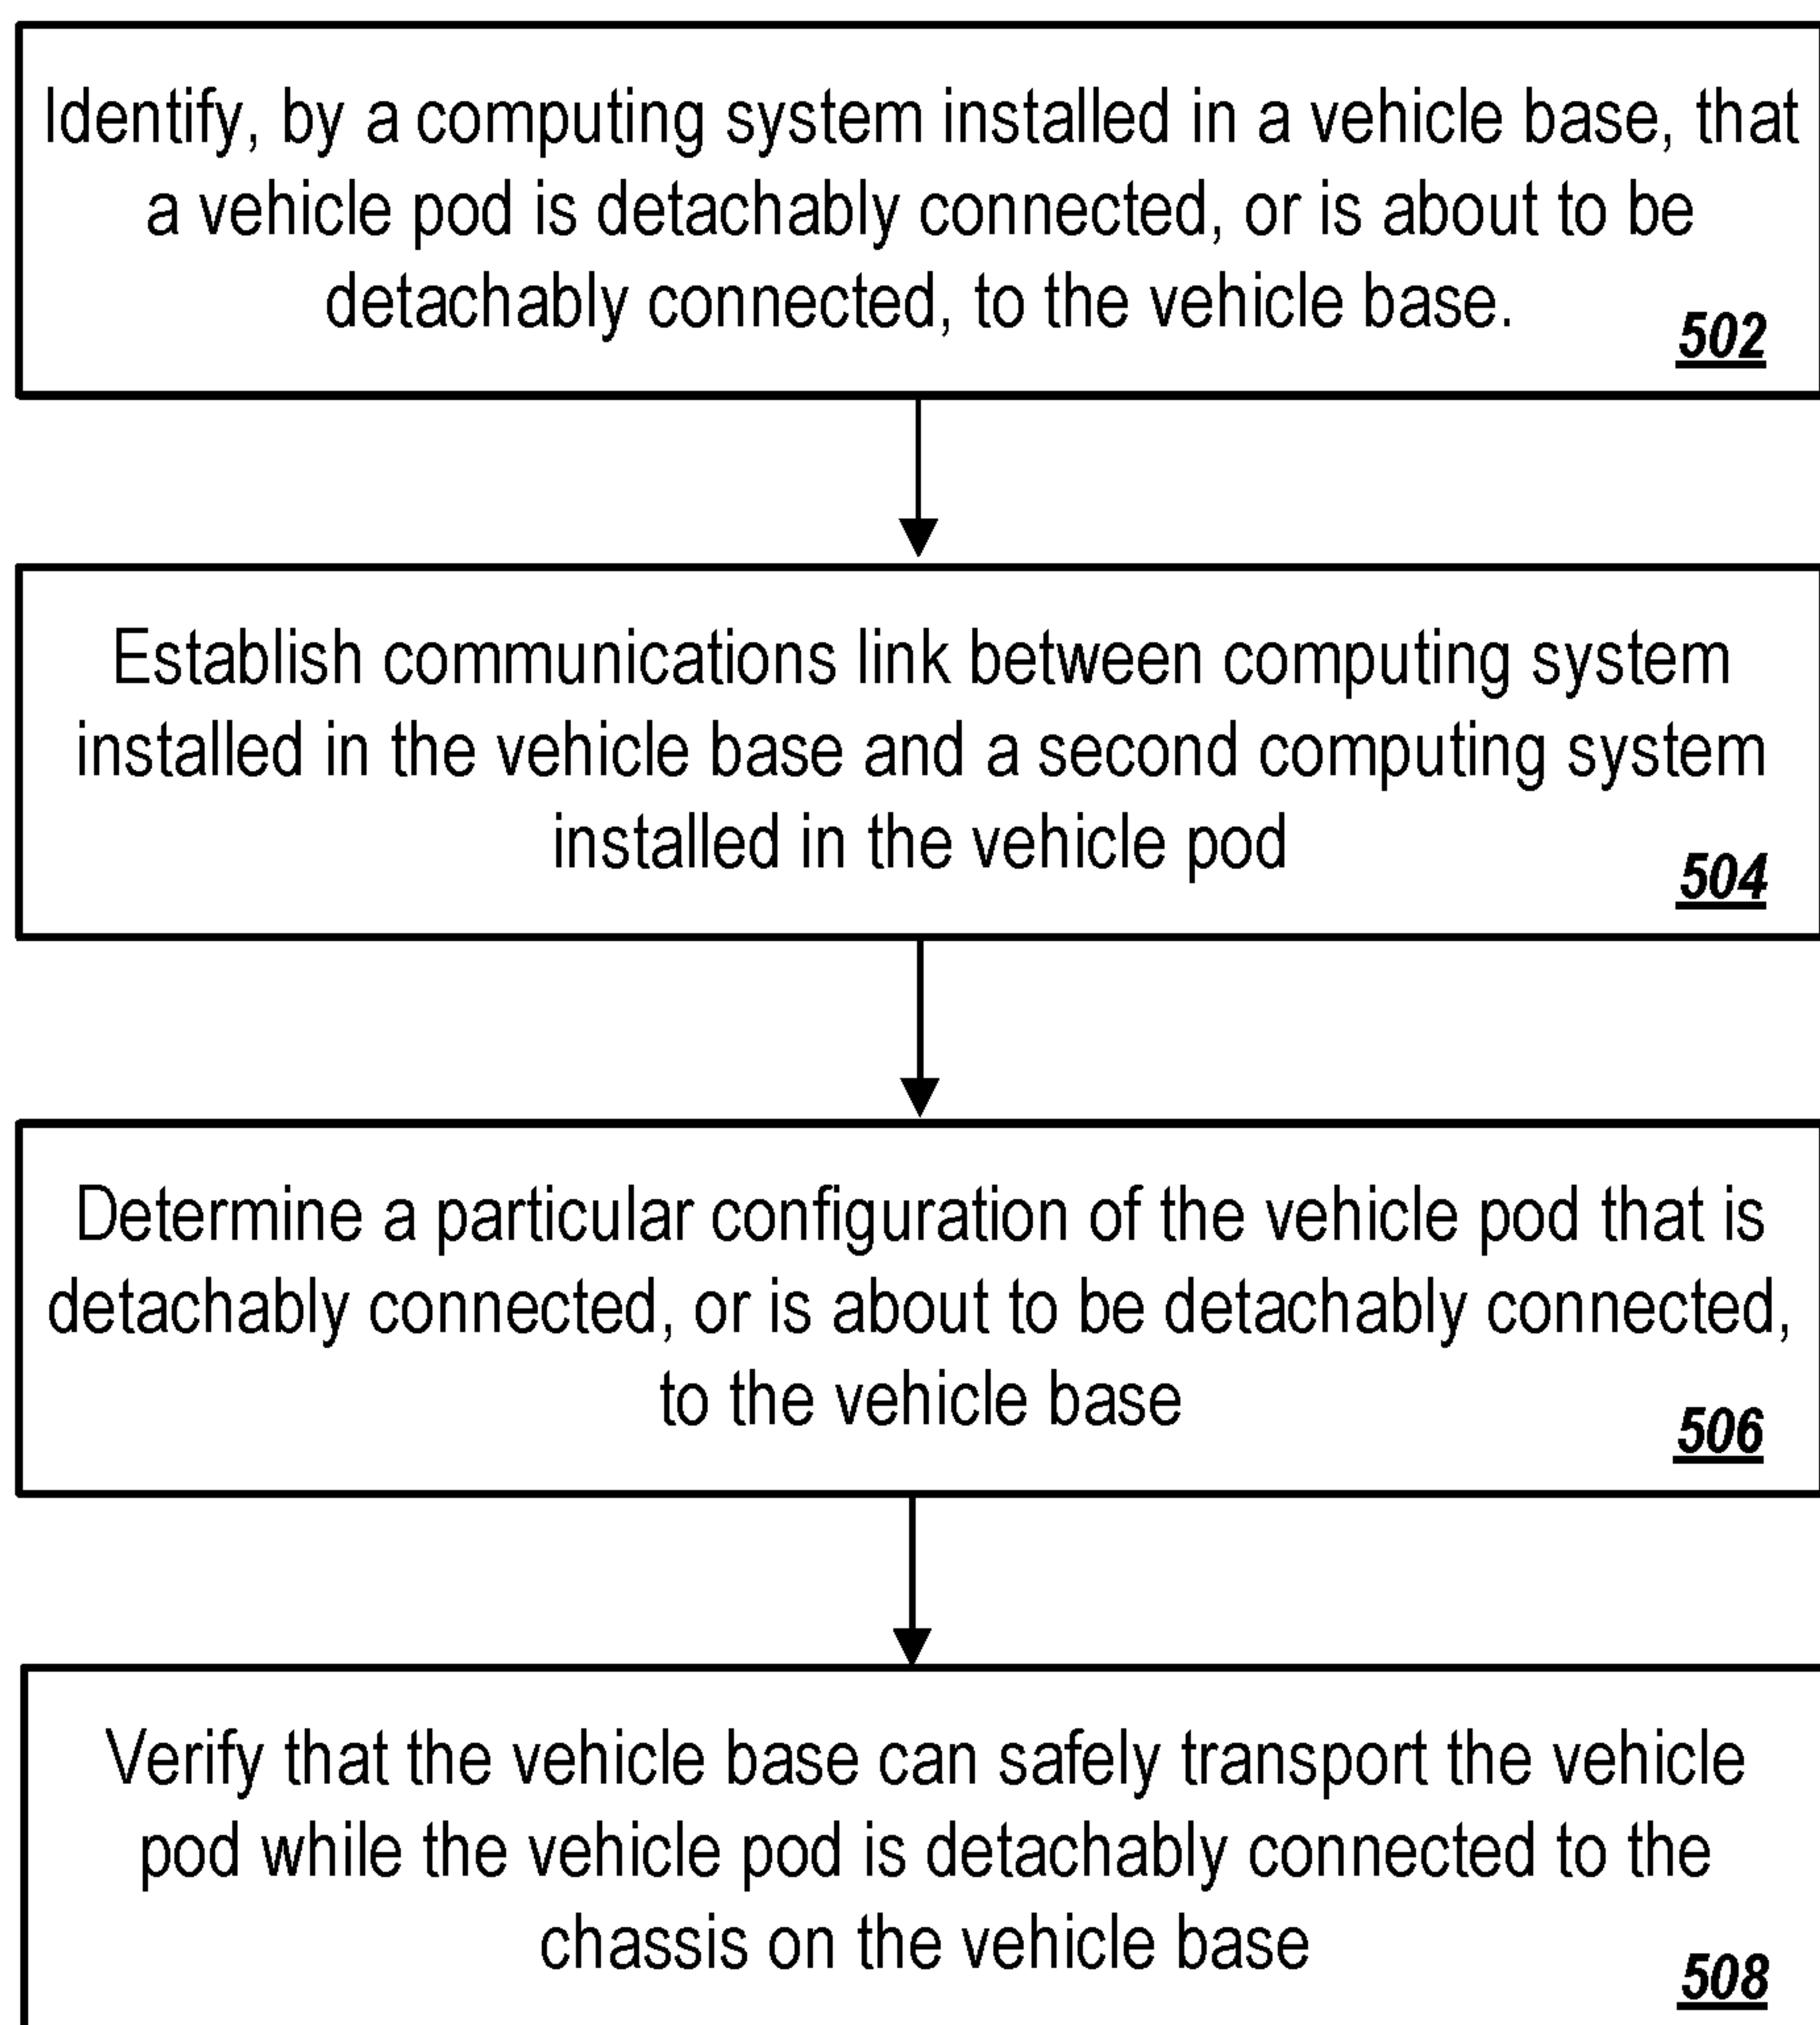 Identify, by a computing system installed in a vehicle base, that
a vehicle pod is detachably connected, or is about to be
detachably connected, to the vehicle base.
502
Establish communications link between computing system
installed in the vehicle base and a second computing system
installed in the vehicle pod
504
Determine a particular configuration of the vehicle pod that is
detachably connected, or is about to be detachably connected,
to the vehicle base
506
Verify that the vehicle base can safely transport the vehicle
pod while the vehicle pod is detachably connected to the
chassis on the vehicle base
508